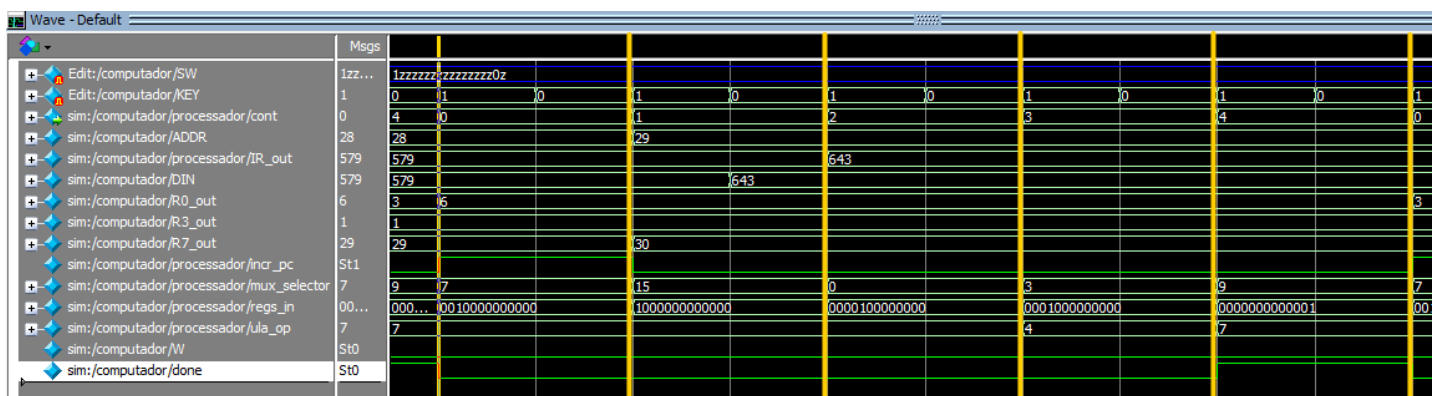 Wave - Default
Msgs
Edit:/computador/SW 1zz... 1zzzzzz zzzzzzzzz0z
Edit:/computador/KEY 1 0 1 0 1 0 1 0 1 0 1 0 1
sim:/computador/processador/cont 0 4 0 1 2 3 4 0
sim:/computador/ADDR 28 28 29
sim:/computador/processador/IR_out 579 579 643
sim:/computador/DIN 579 579 643
sim:/computador/R0_out 6 3 6 3
sim:/computador/R3_out 1 1
sim:/computador/R7_out 29 29 30
sim:/computador/processador/incr_pc St1
sim:/computador/processador/mux_selector 7 9 7 15 0 3 9 7
sim:/computador/processador/regs_in 00... 000... 0010000000000 1000000000000 0000100000000 0001000000000 0000000000001 001
sim:/computador/processador/ula_op 7 7 4 7
sim:/computador/W St0
sim:/computador/done St0